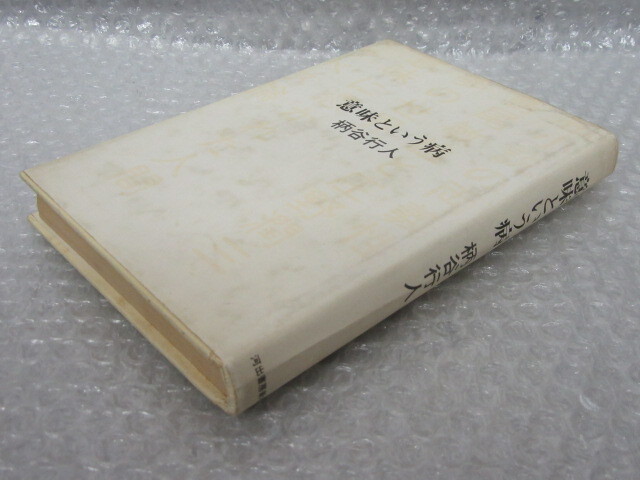 意味という病
柄谷行人
意味という病 柄谷行人
河出書房新社